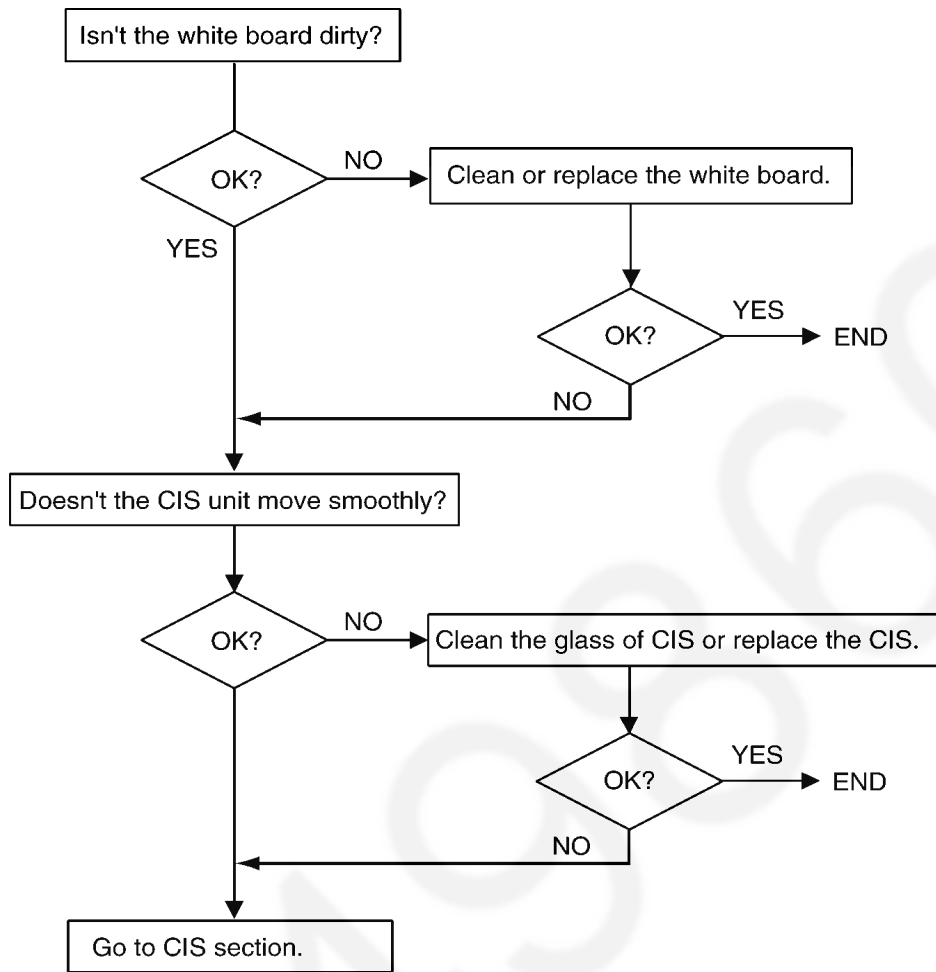 Isn't the white board dirty?
OK?
NO
Clean or replace the white board.
YES
OK?
YES
END
NO
Doesn't the CIS unit move smoothly?
OK?
NO
Clean the glass of CIS or replace the CIS.
OK?
YES
END
NO
Go to CIS section.